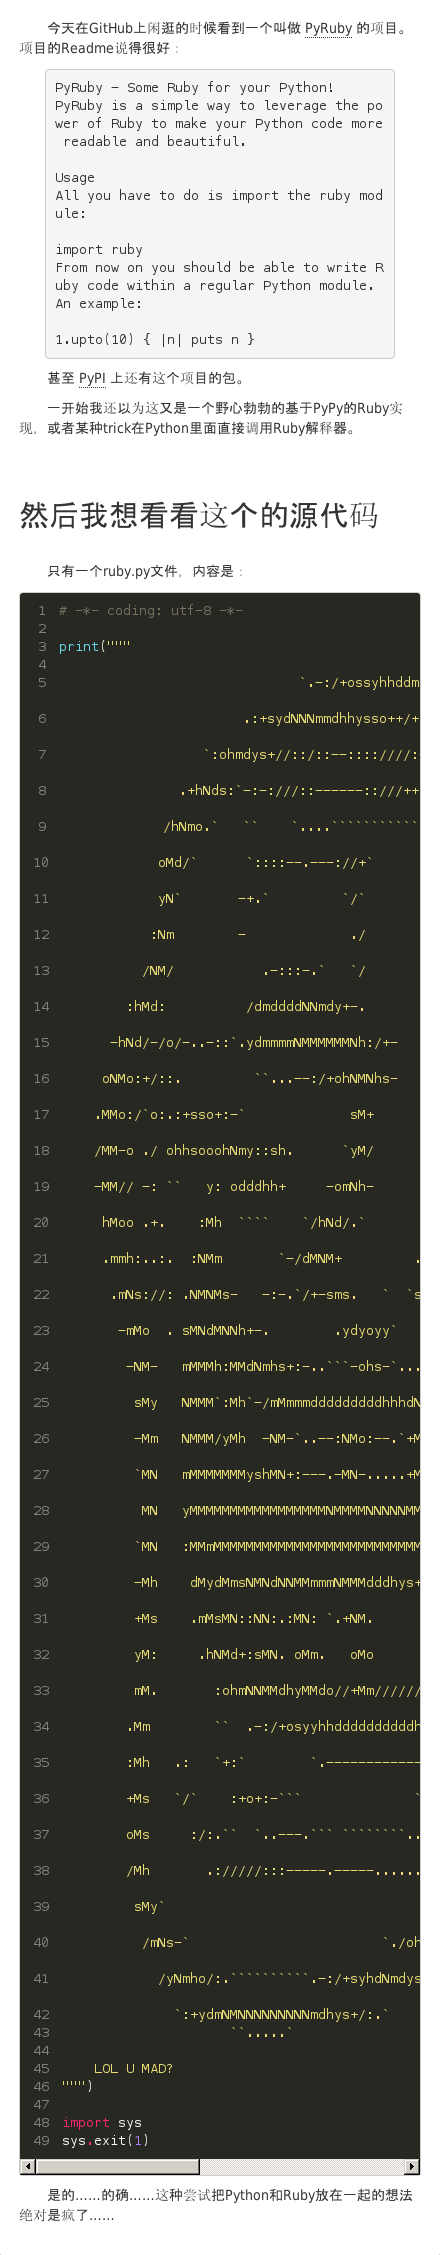 今天在GitHub上闲逛的时候看到一个叫做 PyRuby 的项目。
项目的Readme说得很好：
PyRuby - Some Ruby for your Python!
PyRuby is a simple way to leverage the po
wer of Ruby to make your Python code more
 readable and beautiful.
Usage
All you have to do is import the ruby mod
ule:
import ruby
From now on you should be able to write R
uby code within a regular Python module.
An example:
1.upto(10) { |n| puts n }
甚至 PyPI 上还有这个项目的包。
一开始我还以为这又是一个野心勃勃的基于PyPy的Ruby实
现，或者某种trick在Python里面直接调用Ruby解释器。
然后我想看看这个的源代码
只有一个ruby.py文件，内容是：
1 # -*- coding: utf-8 -*-
2
3 print("""
4
5                               `.-:/+ossyhhddm
6                        .:+sydNNNmmdhhysso++/+
7                   `:ohmdys+//::/::--::::////:
8                .+hNds:`-:-:///::------::///++
9              /hNmo.`   ``    `....```````````
10             oMd/`      `::::--.---://+`
11             yN`       -+.`         `/`
12            :Nm        -             ./
13           /NM/           .-:::-.`   `/
14         :hMd:          /dmddddNNmdy+-.
15       -hNd/-/o/-..-::`.ydmmmmNMMMMMMNh:/+-
16      oNMo:+/::.         ``...--:/+ohNMNhs-
17     .MMo:/`o:.:+sso+:-`                sM+
18     /MM-o ./ ohhsooohNmy::sh.      `yM/
19     -MM// -: ``   y: odddhh+     -omNh-
20      hMoo .+.    :Mh  ````    `/hNd/.`
21      .mmh:..:.  :NMm       `-/dMNM+         .
22       .mNs://: .NMNMs-   -:-.`/+-sms.   `  `s
23        -mMo  . sMNdMNNh+-.        .ydyoyy`
24         -NM-   mMMMh:MMdNmhs+:-..```-ohs-`...
25          sMy   NMMM`:Mh`-/mMmmmdddddddddhhhdN
26          -Mm   NMMM/yMh  -NM-`..--:NMo:--.`+M
27          `MN   mMMMMMMMyshMN+:---.-MN-.....+M
28           MN   yMMMMMMMMMMMMMMMMMNMMMMNNNNNMM
29          `MN   :MMmMMMMMMMMMMMMMMMMMMMMMMMMMM
30          -Mh    dMydMmsNMNdNNMMmmmNMMMdddhys+
31          +Ms    .mMsMN::NN:.:MN: `.+NM.
32          yM:     .hNMd+:sMN. oMm.   oMo
33          mM.       :ohmNNMMdhyMMdo//+Mm//////
34         .Mm        ``  .-:/+osyyhhddddddddddh
35         :Mh   .:   `+:`        `.------------
36         +Ms   `/`    :+o+:-```              `
37         oMs     :/:.``  `..---.``` ````````..
38         /Mh       .://///:::-----.-----......
39          sMy`
40           /mNs-`                        `./oh
41             /yNmho/:.``````````.-:/+syhdNmdys
42               `:+ydmNMNNNNNNNNNmdhys+/:.`
43                      ``.....`
44
45     LOL U MAD?
46 """)
47
48 import sys
49 sys.exit(1)
是的……的确……这种尝试把Python和Ruby放在一起的想法
绝对是疯了……